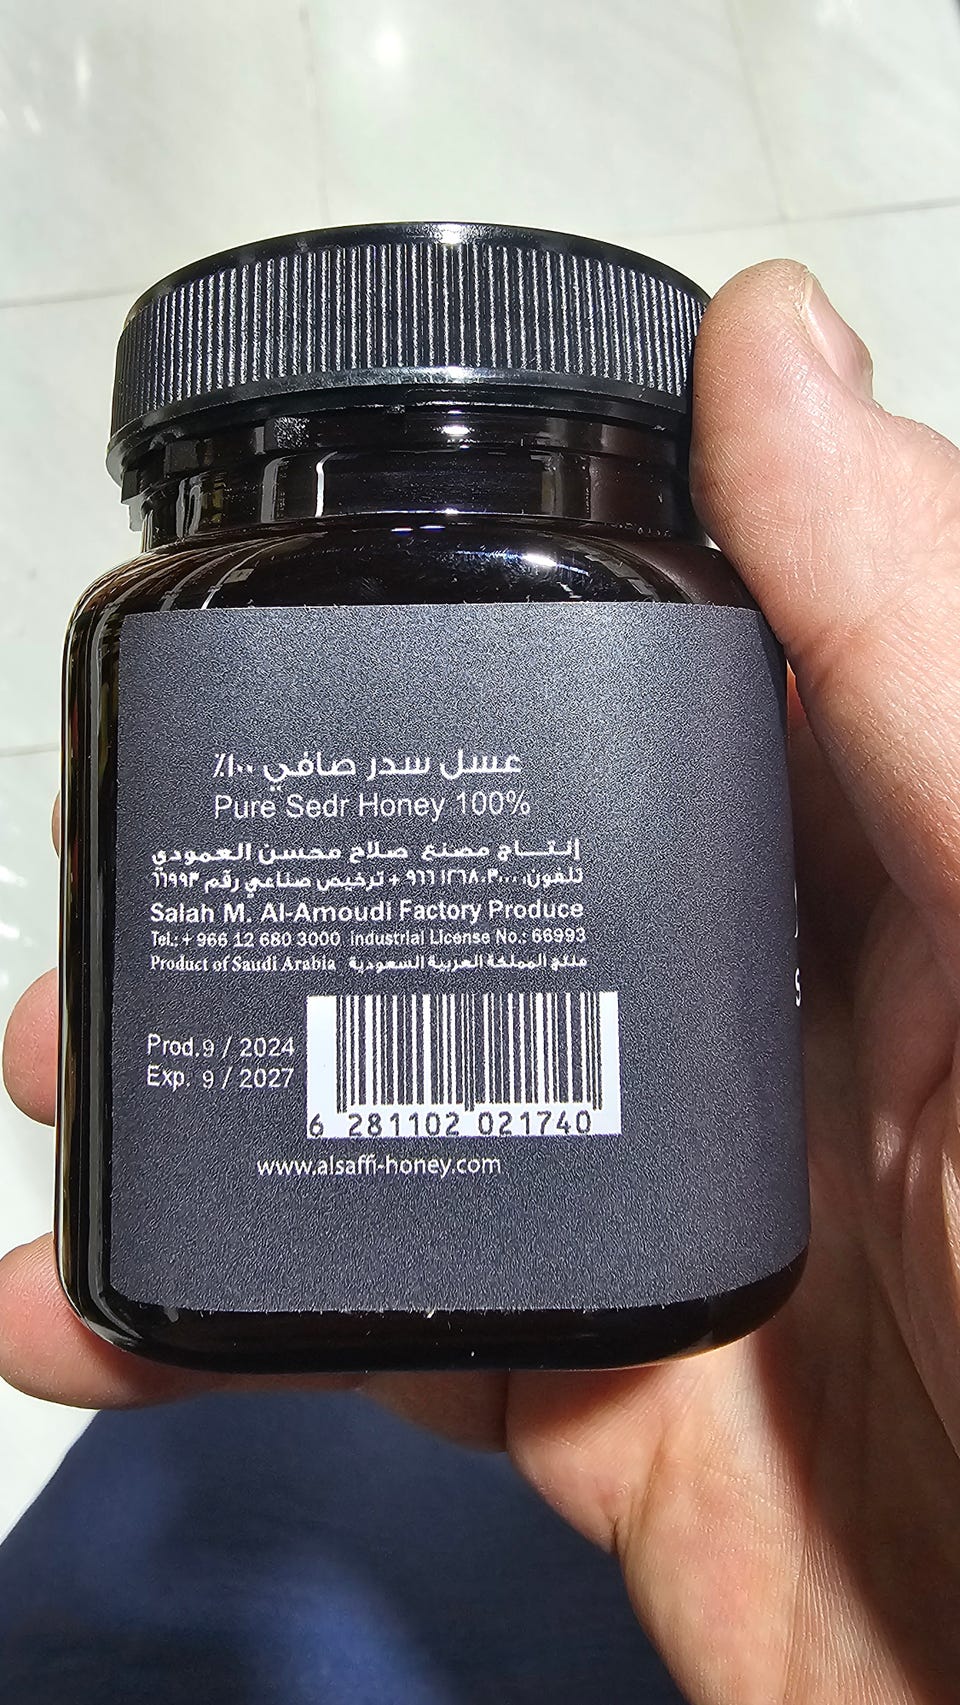 عسل سدر صافي ١٠٠٪
Pure Sedr Honey 100%
إنتـــاج مصنع صلاح محسن العمودي
تلفون: ٩٦٦١٢٦٨٠٣٠٠٠ + ترخيص صناعي رقم ٦٦٩٩٣
Salah M. Al-Amoudi Factory Produce
Tel.: + 966 12 680 3000 Industrial License No.: 66993
Product of Saudi Arabia منتج المملكة العربية السعودية
Prod. 9 / 2024
Exp. 9 / 2027
6 281102 021740
www.alsaffi-honey.com
S